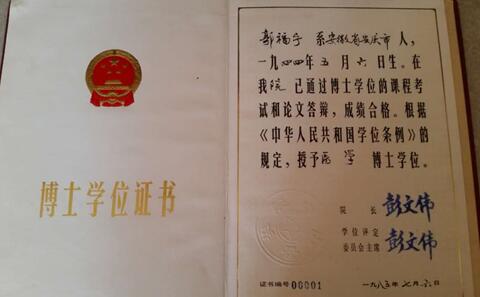 博士学位证书
郭福宁 系安徽省安庆市人，
一九四四年五月六日生。在
我院已通过博士学位的课程考
试和论文答辩，成绩合格。根据
《中华人民共和国学位条例》的
规定，授予医学 博士学位。
院 长 彭文伟
学位评定
委员会主席 彭文伟
证书编号 00001 一九八五年七月六日